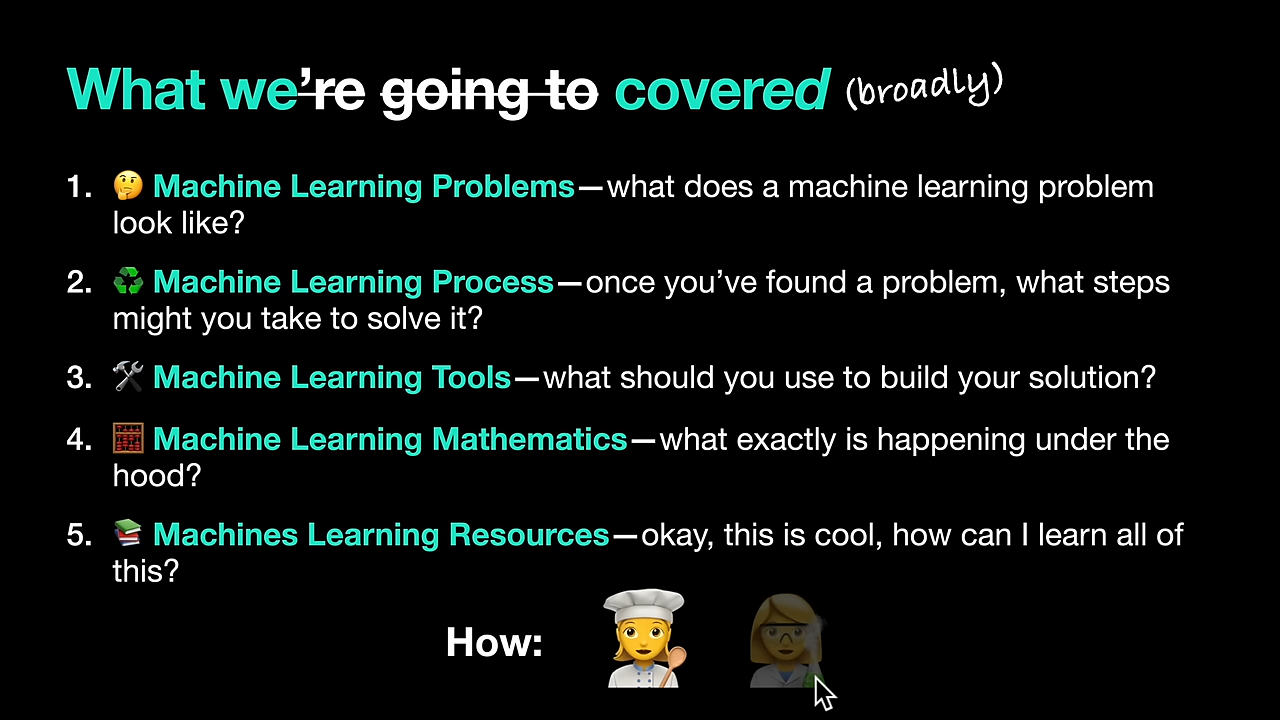 What we’re going to covered (broadly)
1. 🤔 Machine Learning Problems—what does a machine learning problem
look like?
2. ♻️ Machine Learning Process—once you’ve found a problem, what steps
might you take to solve it?
3. 🛠 Machine Learning Tools—what should you use to build your solution?
4. 🧮 Machine Learning Mathematics—what exactly is happening under the
hood?
5. 📚 Machines Learning Resources—okay, this is cool, how can I learn all of
this?
How: